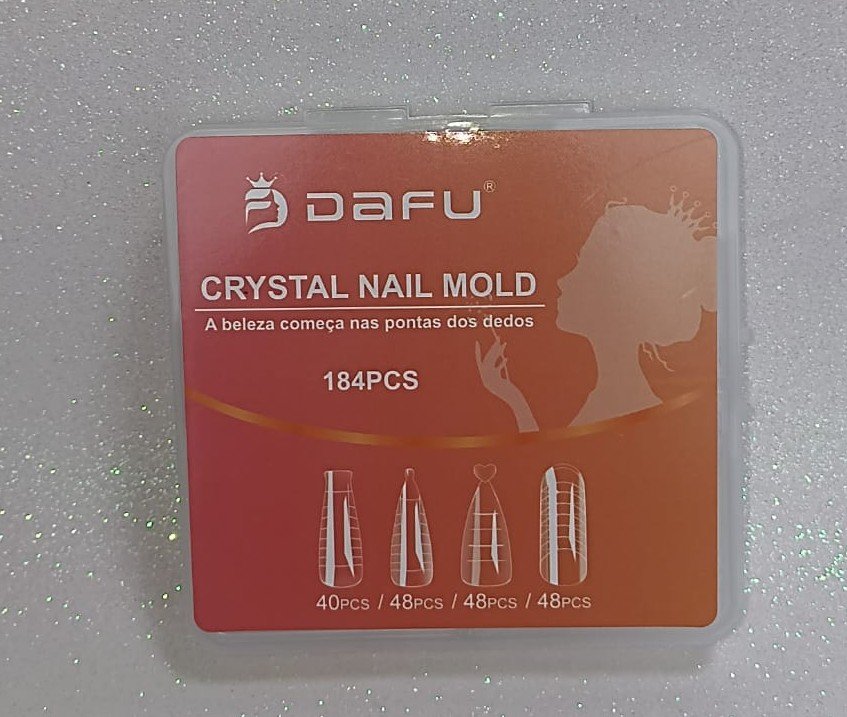 DAFU®
CRYSTAL NAIL MOLD
A beleza começa nas pontas dos dedos
184PCS
40PCS / 48PCS / 48PCS / 48PCS